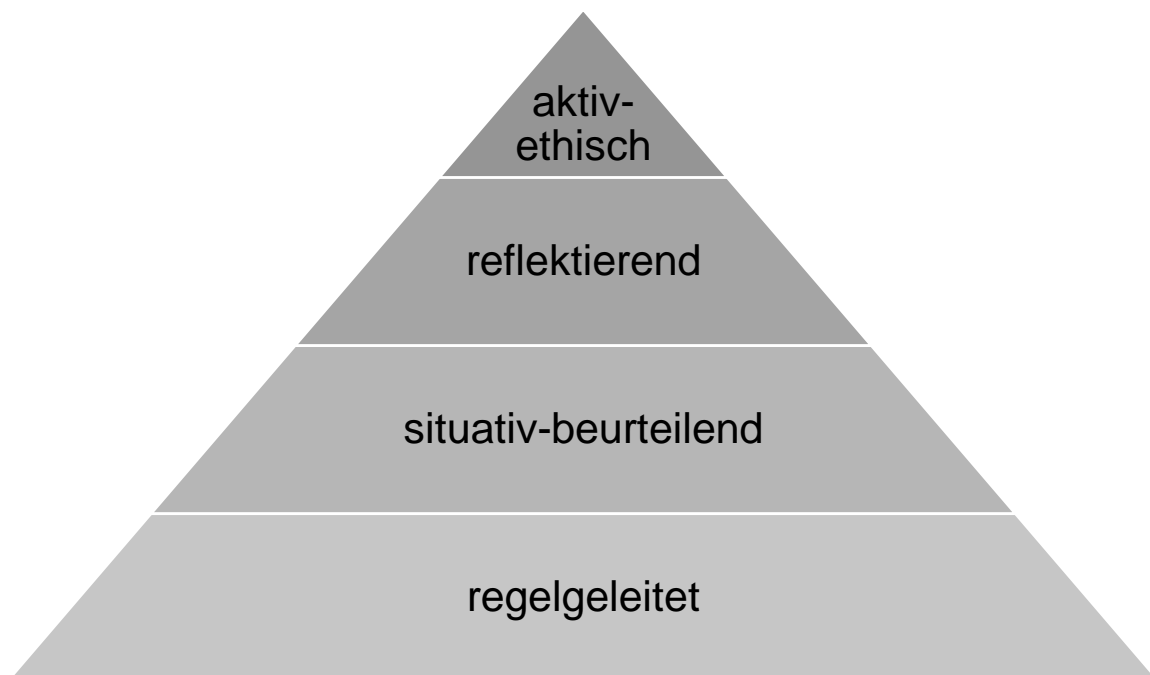 aktiv-
ethisch
reflektierend
situativ-beurteilend
regelgeleitet